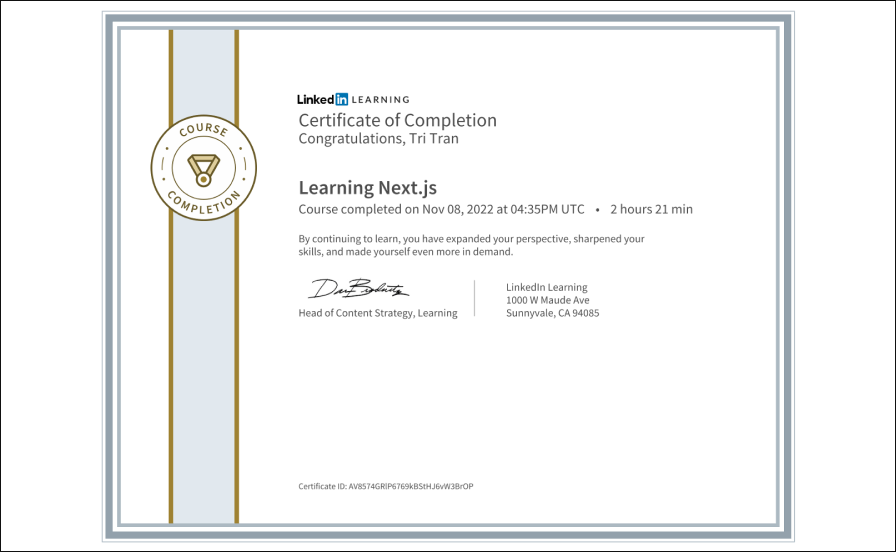 LinkedIn LEARNING
Certificate of Completion
Congratulations, Tri Tran
COURSE
COMPLETION
Learning Next.js
Course completed on Nov 08, 2022 at 04:35PM UTC • 2 hours 21 min
By continuing to learn, you have expanded your perspective, sharpened your
skills, and made yourself even more in demand.
Head of Content Strategy, Learning
LinkedIn Learning
1000 W Maude Ave
Sunnyvale, CA 94085
Certificate ID: AV8574GRlP6769kBStHJ6vW3BrOP